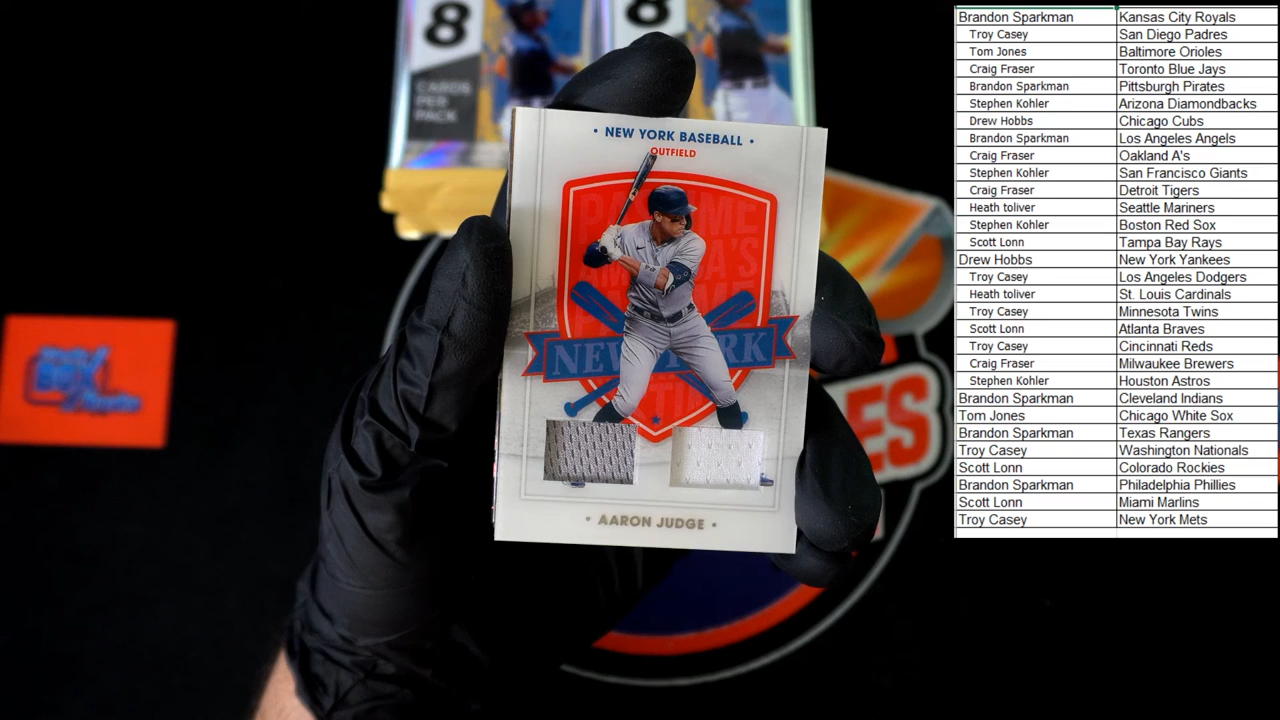 8
8
CARDS
PER
PACK
• NEW YORK BASEBALL •
OUTFIELD
NEW YORK
• AARON JUDGE •
ES
Brandon Sparkman Kansas City Royals
Troy Casey San Diego Padres
Tom Jones Baltimore Orioles
Craig Fraser Toronto Blue Jays
Brandon Sparkman Pittsburgh Pirates
Stephen Kohler Arizona Diamondbacks
Drew Hobbs Chicago Cubs
Brandon Sparkman Los Angeles Angels
Craig Fraser Oakland A's
Stephen Kohler San Francisco Giants
Craig Fraser Detroit Tigers
Heath toliver Seattle Mariners
Stephen Kohler Boston Red Sox
Scott Lonn Tampa Bay Rays
Drew Hobbs New York Yankees
Troy Casey Los Angeles Dodgers
Heath toliver St. Louis Cardinals
Troy Casey Minnesota Twins
Scott Lonn Atlanta Braves
Troy Casey Cincinnati Reds
Craig Fraser Milwaukee Brewers
Stephen Kohler Houston Astros
Brandon Sparkman Cleveland Indians
Tom Jones Chicago White Sox
Brandon Sparkman Texas Rangers
Troy Casey Washington Nationals
Scott Lonn Colorado Rockies
Brandon Sparkman Philadelphia Phillies
Scott Lonn Miami Marlins
Troy Casey New York Mets